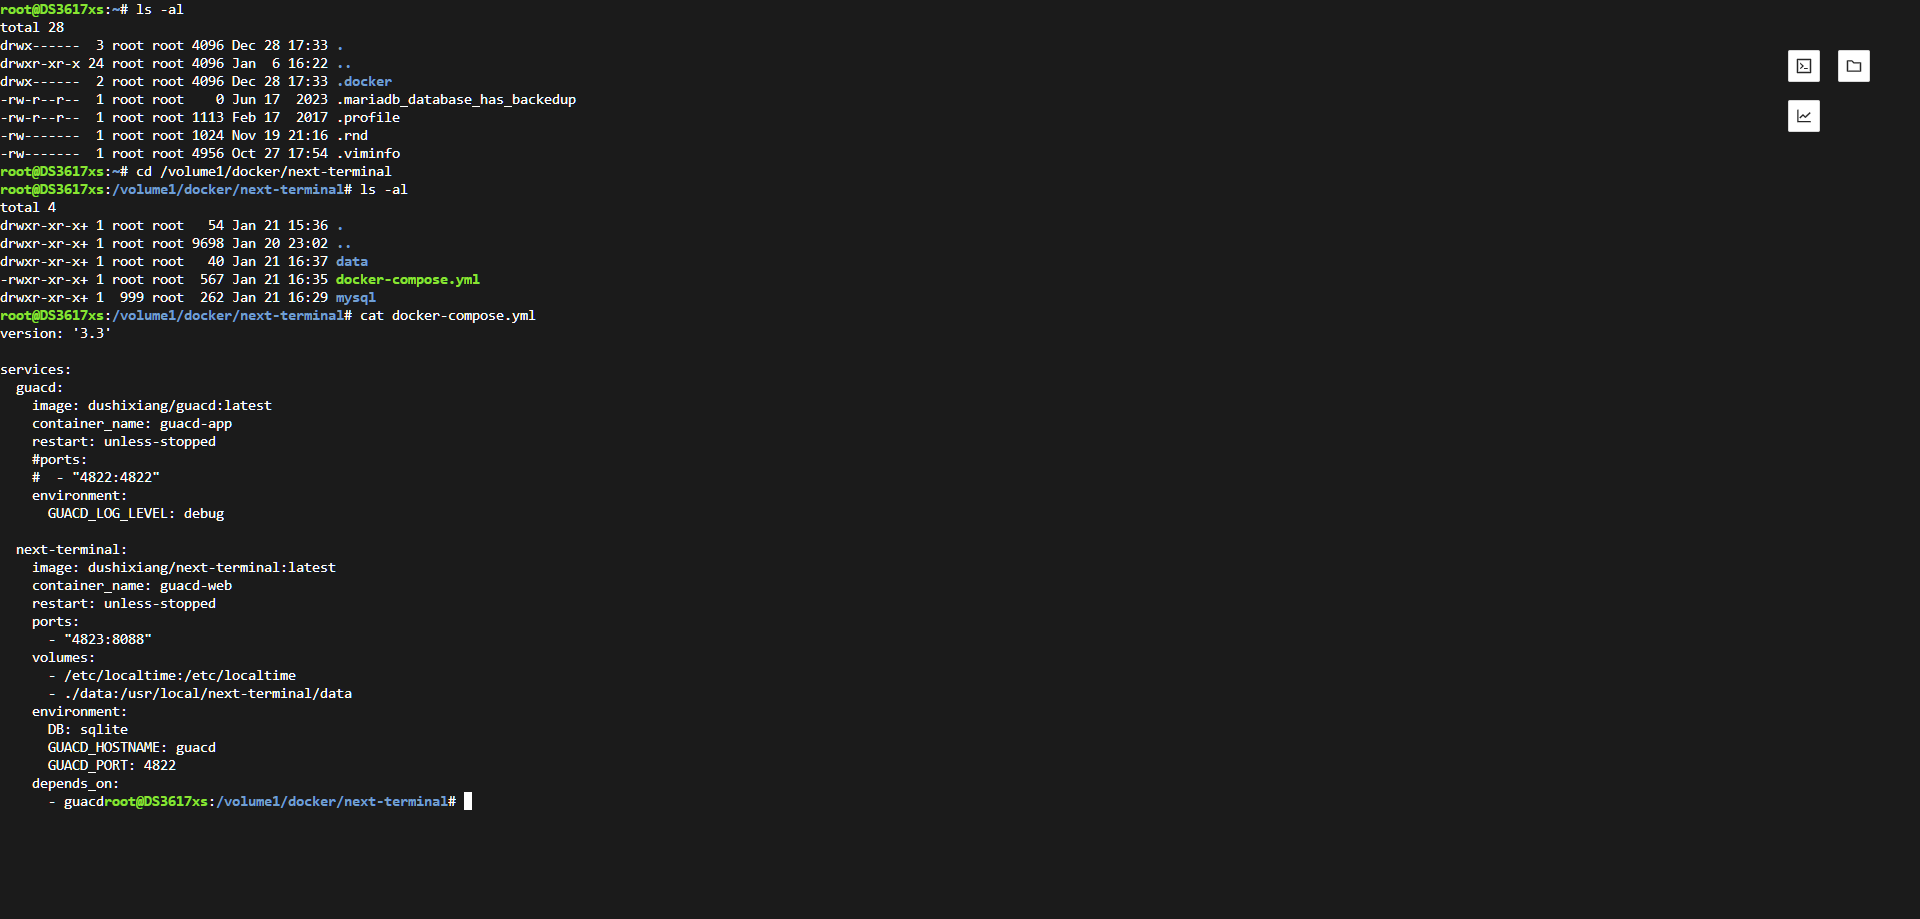 root@DS3617xs:~# ls -al
total 28
drwx------  3 root root 4096 Dec 28 17:33 .
drwxr-xr-x 24 root root 4096 Jan  6 16:22 ..
drwx------  2 root root 4096 Dec 28 17:33 .docker
-rw-r--r--  1 root root    0 Jun 17  2023 .mariadb_database_has_backedup
-rw-r--r--  1 root root 1113 Feb 17  2017 .profile
-rw-------  1 root root 1024 Nov 19 21:16 .rnd
-rw-------  1 root root 4956 Oct 27 17:54 .viminfo
root@DS3617xs:~# cd /volume1/docker/next-terminal
root@DS3617xs:/volume1/docker/next-terminal# ls -al
total 4
drwxr-xr-x+ 1 root root   54 Jan 21 15:36 .
drwxr-xr-x+ 1 root root 9698 Jan 20 23:02 ..
drwxr-xr-x+ 1 root root   40 Jan 21 16:37 data
-rwxr-xr-x+ 1 root root  567 Jan 21 16:35 docker-compose.yml
drwxr-xr-x+ 1  999 root  262 Jan 21 16:29 mysql
root@DS3617xs:/volume1/docker/next-terminal# cat docker-compose.yml
version: '3.3'

services:
  guacd:
    image: dushixiang/guacd:latest
    container_name: guacd-app
    restart: unless-stopped
    #ports:
    #  - "4822:4822"
    environment:
      GUACD_LOG_LEVEL: debug

  next-terminal:
    image: dushixiang/next-terminal:latest
    container_name: guacd-web
    restart: unless-stopped
    ports:
      - "4823:8088"
    volumes:
      - /etc/localtime:/etc/localtime
      - ./data:/usr/local/next-terminal/data
    environment:
      DB: sqlite
      GUACD_HOSTNAME: guacd
      GUACD_PORT: 4822
    depends_on:
      - guacdroot@DS3617xs:/volume1/docker/next-terminal#